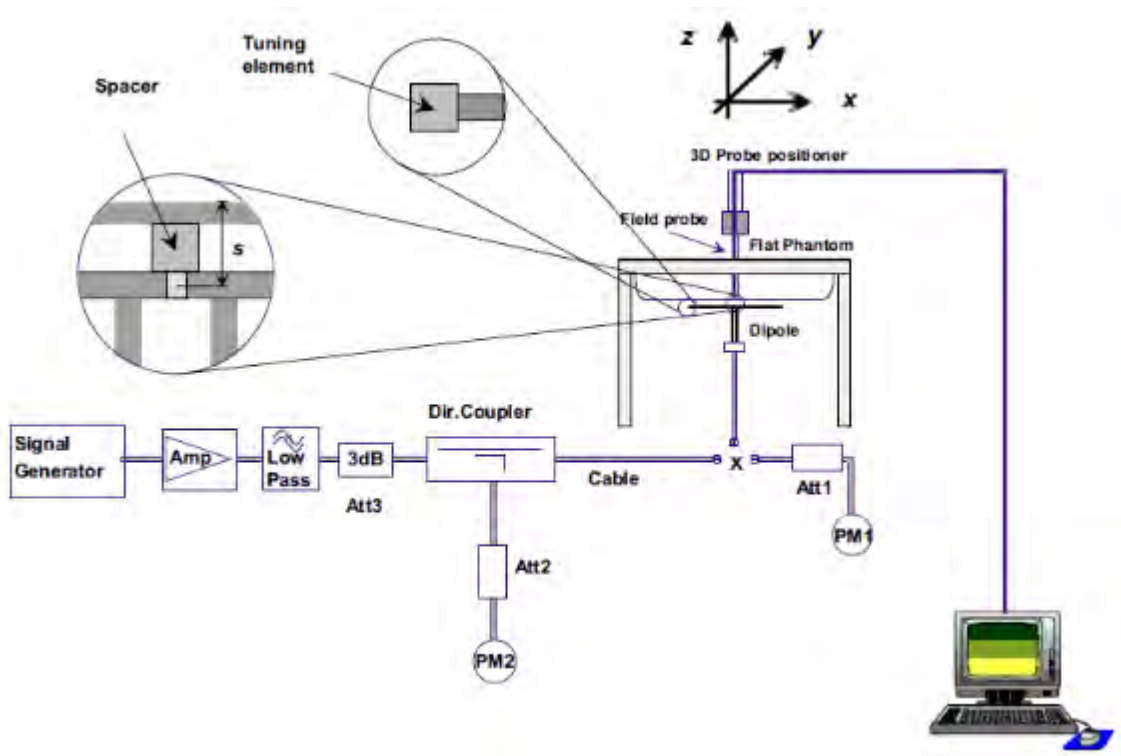 Tuning
element
Spacer
z
y
x
3D Probe positioner
Field probe
Flat Phantom
s
Dipole
Dir.Coupler
Signal
Generator
Amp
Low
Pass
3dB
Att3
Cable
X
Att1
PM1
Att2
PM2